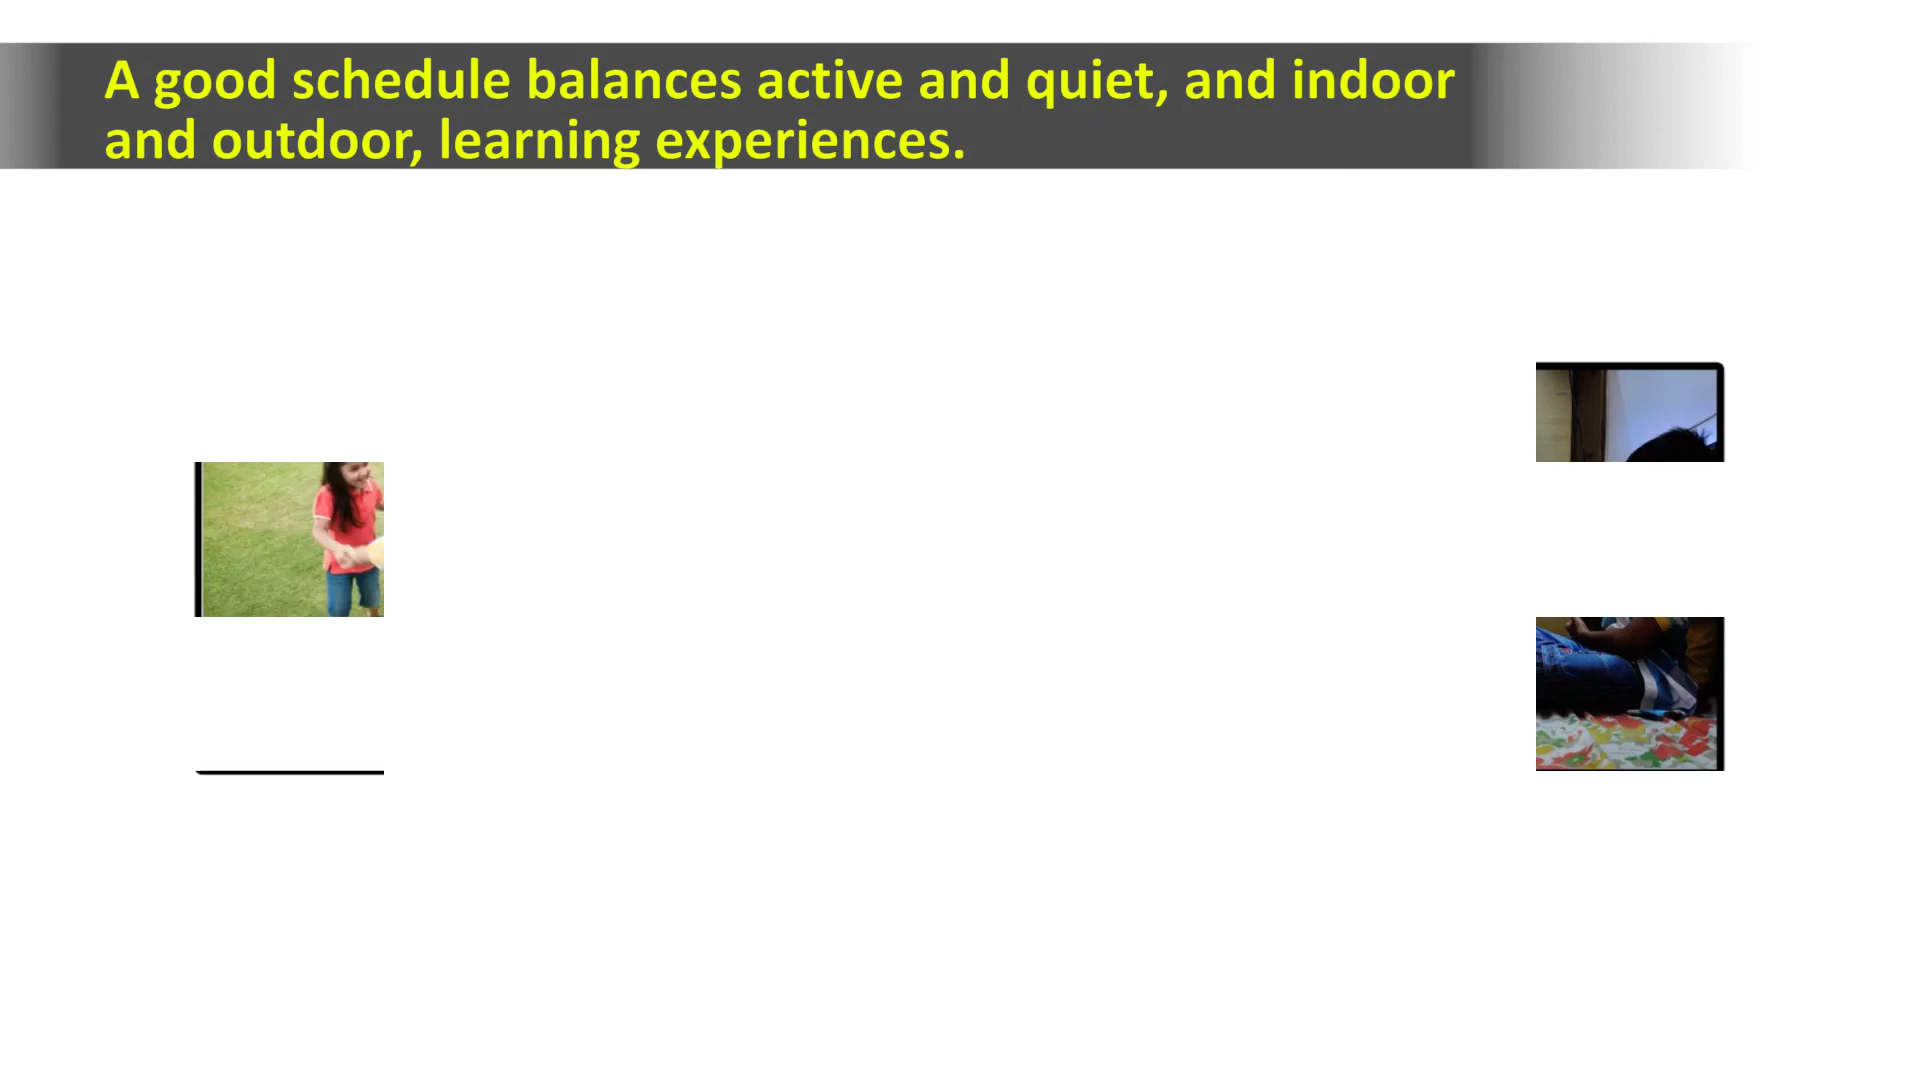 A good schedule balances active and quiet, and indoor
and outdoor, learning experiences.